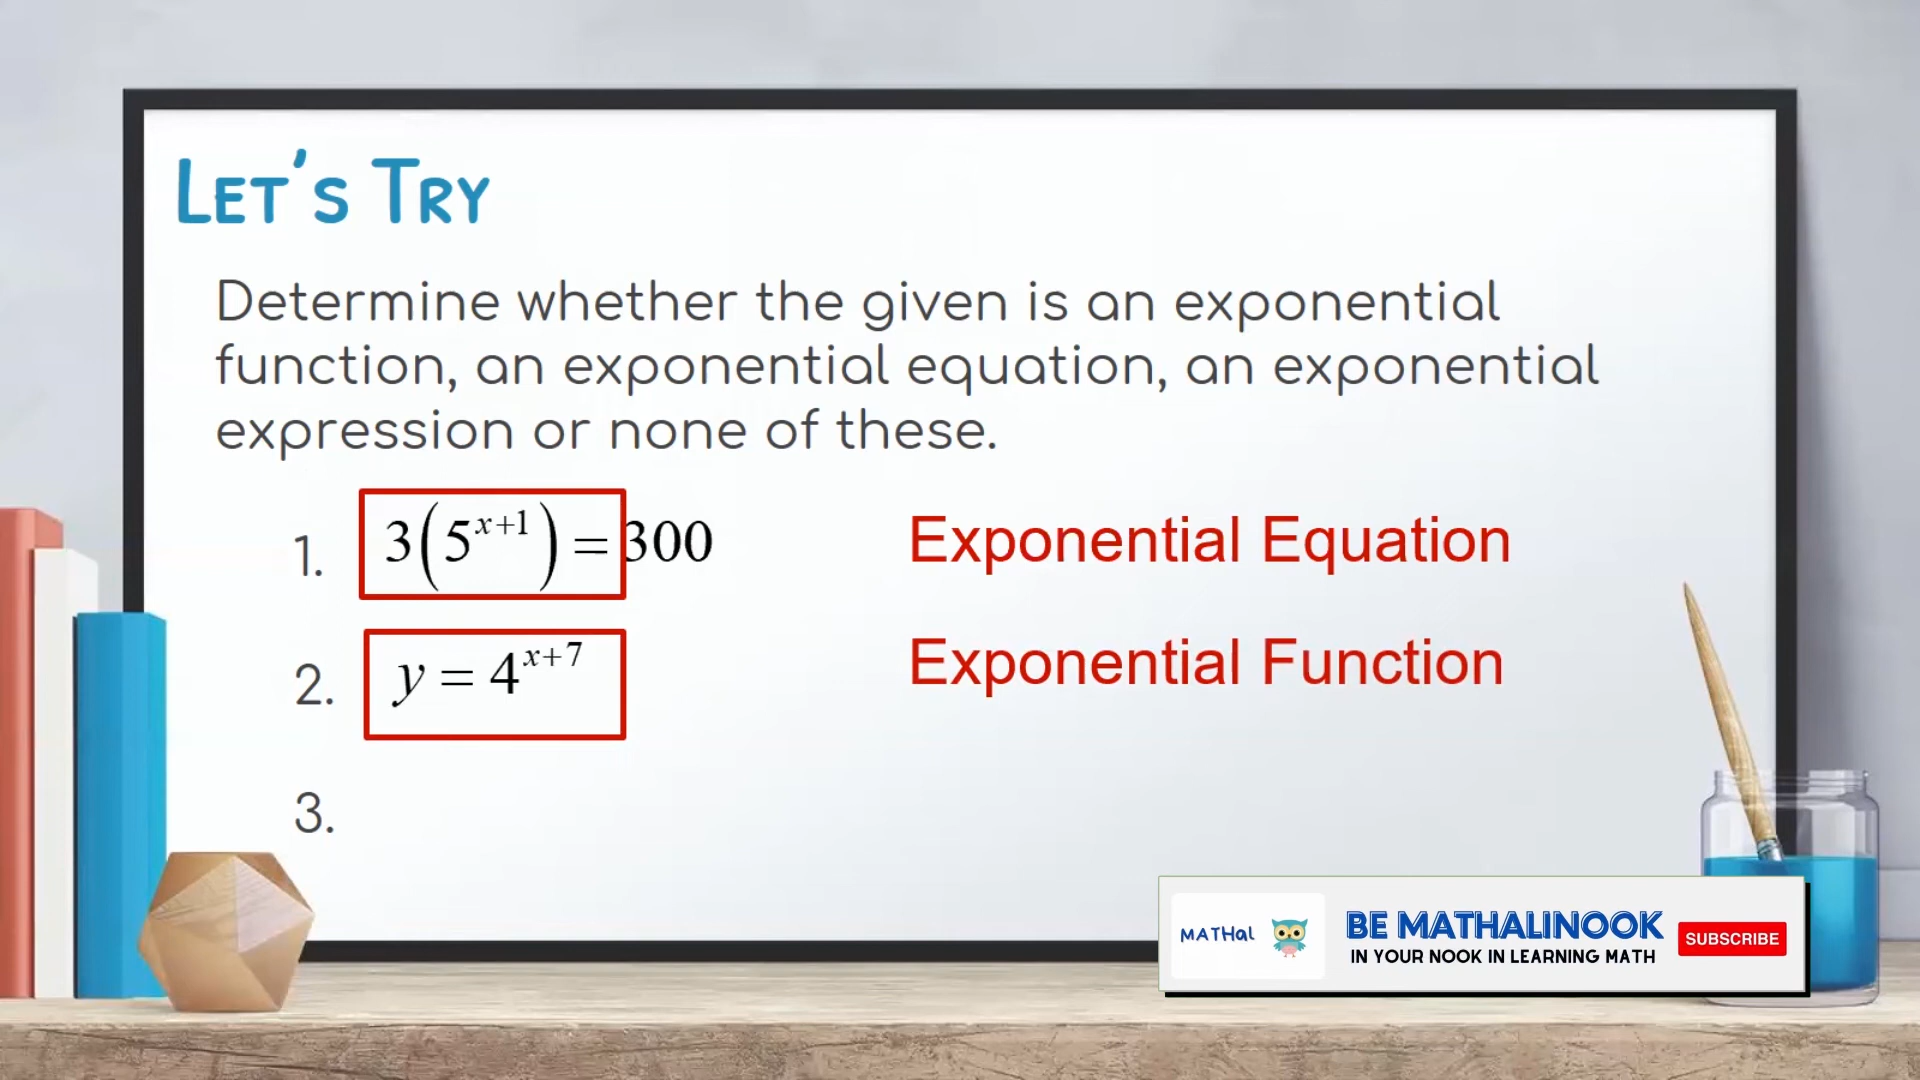 Let's Try
Determine whether the given is an exponential
function, an exponential equation, an exponential
expression or none of these.
1. 3(5^{x+1}) = 300 Exponential Equation
2. y = 4^{x+7} Exponential Function
3.
MATHal
BE MATHALINOOK
IN YOUR NOOK IN LEARNING MATH
SUBSCRIBE